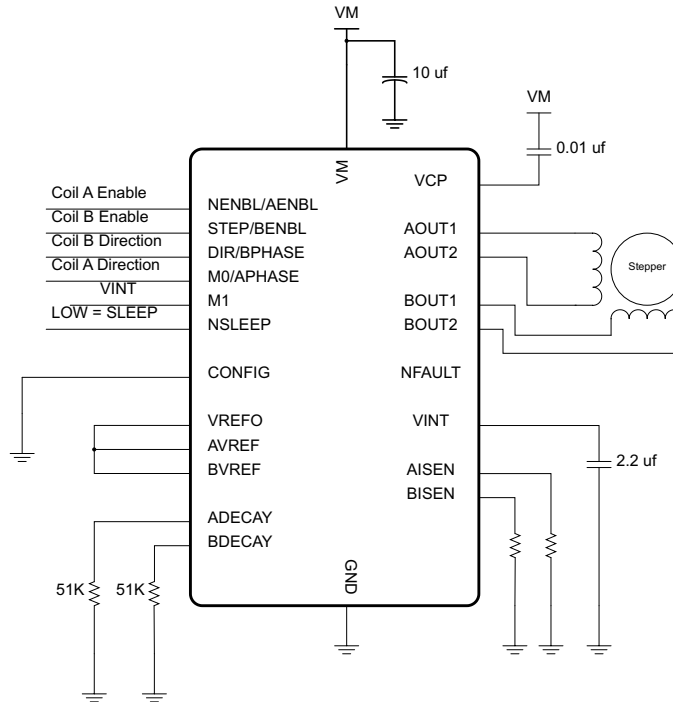 VM
10 uf
VM
0.01 uf
VM
VCP
Coil A Enable
NENBL/AENBL
Coil B Enable
STEP/BENBL
AOUT1
Coil B Direction
DIR/BPHASE
AOUT2
Coil A Direction
M0/APHASE
Stepper
VINT
M1
BOUT1
LOW = SLEEP
NSLEEP
BOUT2
CONFIG
NFAULT
VREFO
VINT
AVREF
BVREF
AISEN
2.2 uf
BISEN
ADECAY
BDECAY
51K
51K
GND